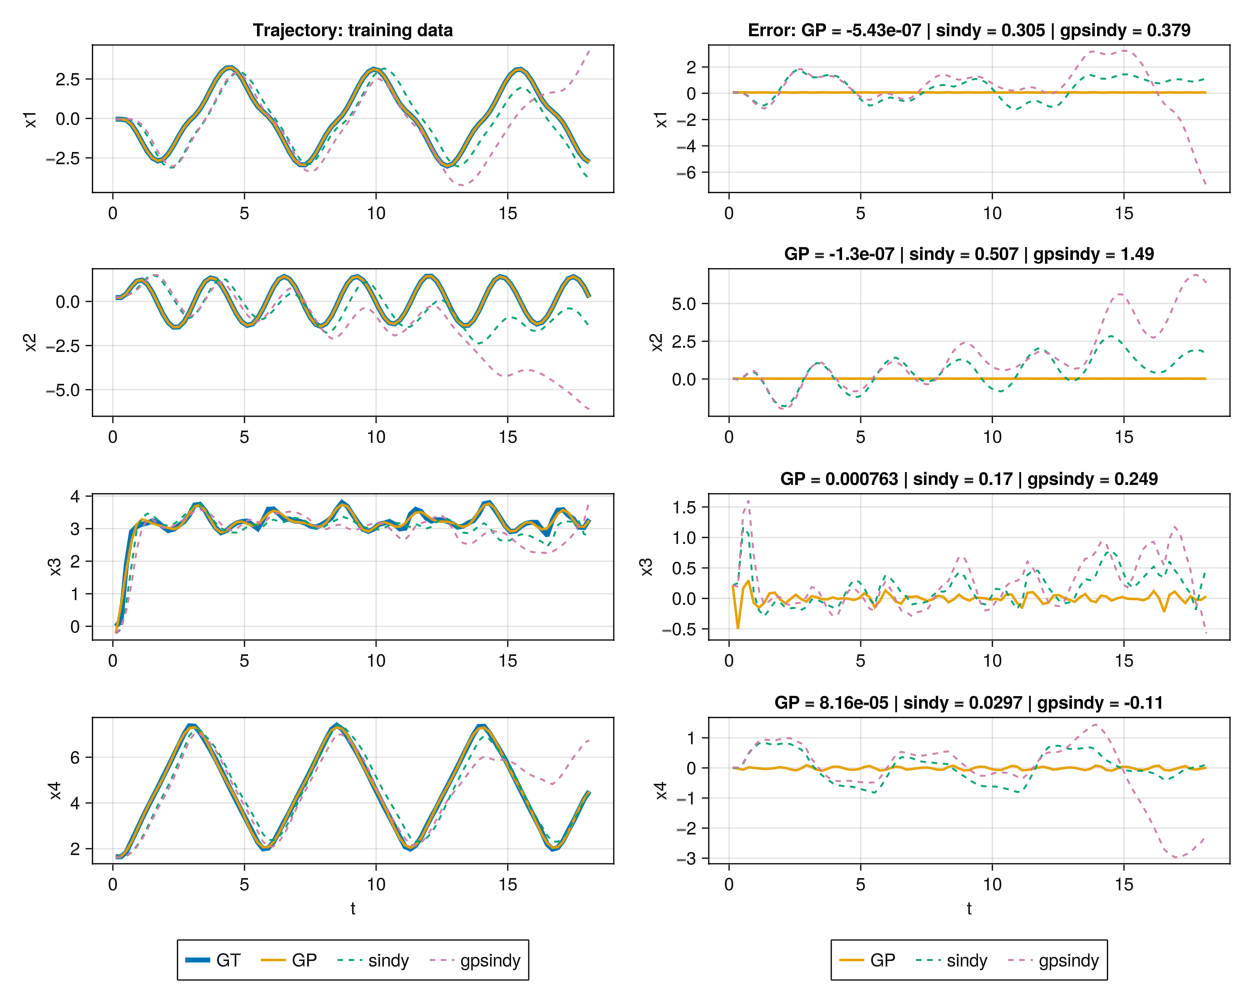 Trajectory: training data
x1
2.5
0.0
−2.5
0 5 10 15
Error: GP = -5.43e-07 | sindy = 0.305 | gpsindy = 0.379
x1
2
0
−2
−4
−6
0 5 10 15
x2
0.0
−2.5
−5.0
0 5 10 15
GP = -1.3e-07 | sindy = 0.507 | gpsindy = 1.49
x2
5.0
2.5
0.0
0 5 10 15
x3
4
3
2
1
0
0 5 10 15
GP = 0.000763 | sindy = 0.17 | gpsindy = 0.249
x3
1.5
1.0
0.5
0.0
−0.5
0 5 10 15
x4
6
4
2
0 5 10 15
t
GP = 8.16e-05 | sindy = 0.0297 | gpsindy = -0.11
x4
1
0
−1
−2
−3
0 5 10 15
t
GT GP sindy gpsindy
GP sindy gpsindy